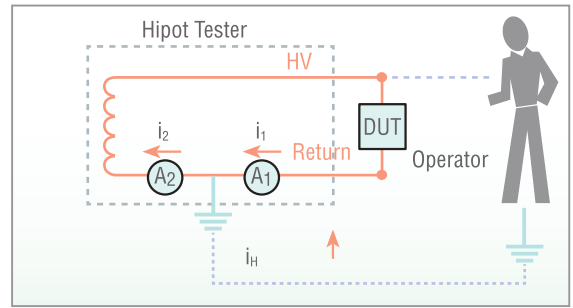 Hipot Tester
HV
DUT
i2
i1
Return
Operator
A2
A1
iH